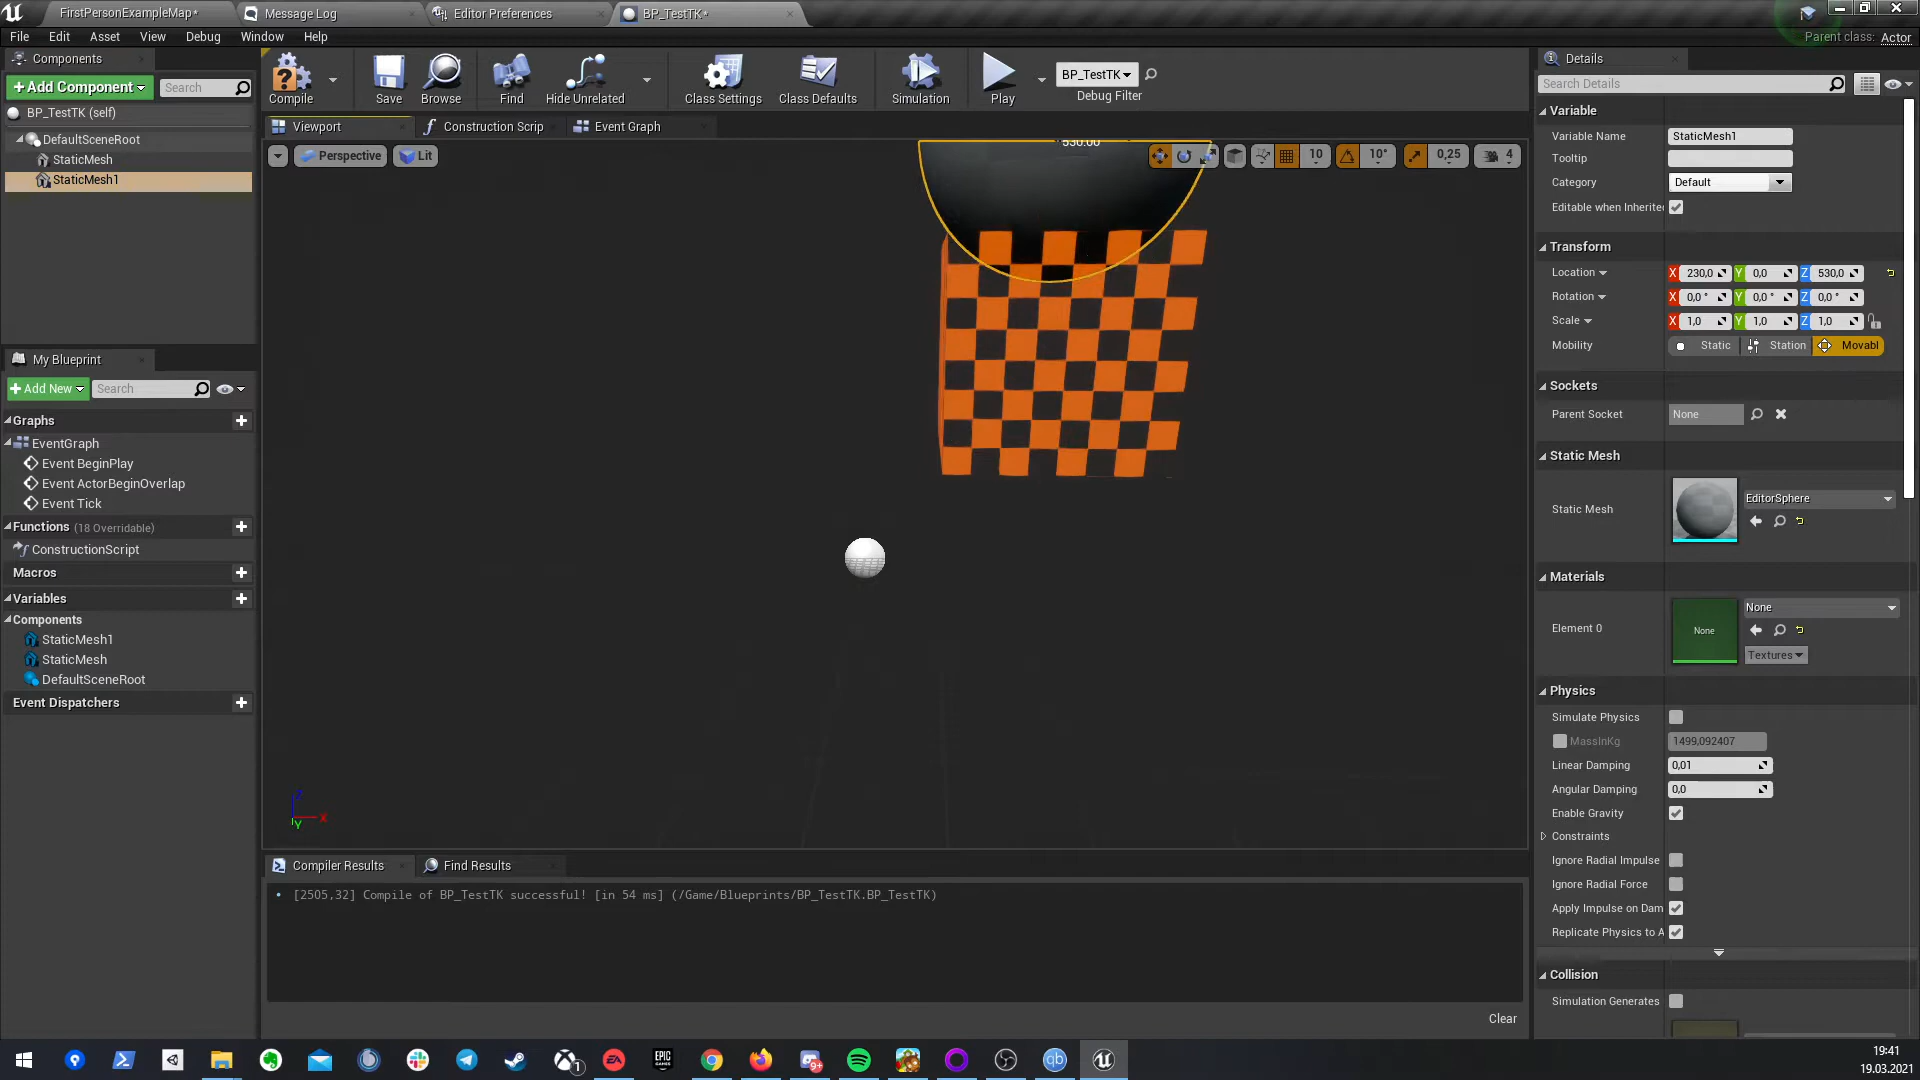 FirstPersonExampleMap*
Message Log
Editor Preferences
BP_TestTK*
File
Edit
Asset
View
Debug
Window
Help
Parent class: Actor
Components
Add Component
Search
BP_TestTK (self)
DefaultSceneRoot
StaticMesh
StaticMesh1
My Blueprint
Add New
Search
Graphs
EventGraph
Event BeginPlay
Event ActorBeginOverlap
Event Tick
Functions (18 Overridable)
ConstructionScript
Macros
Variables
Components
StaticMesh1
StaticMesh
DefaultSceneRoot
Event Dispatchers
Compile
Save
Browse
Find
Hide Unrelated
Class Settings
Class Defaults
Simulation
Play
BP_TestTK
Debug Filter
Viewport
Construction Scrip
Event Graph
Perspective
Lit
530.00
10
10°
0,25
4
Z
X
Y
Compiler Results
Find Results
[2505,32] Compile of BP_TestTK successful! [in 54 ms] (/Game/Blueprints/BP_TestTK.BP_TestTK)
Clear
Details
Search Details
Variable
Variable Name StaticMesh1
Tooltip
Category Default
Editable when Inherite
Transform
Location X 230,0 Y 0,0 Z 530,0
Rotation X 0,0 ° Y 0,0 ° Z 0,0 °
Scale X 1,0 Y 1,0 Z 1,0
Mobility Static Station Movabl
Sockets
Parent Socket None
Static Mesh
Static Mesh EditorSphere
Materials
Element 0 None None
Textures
Physics
Simulate Physics
MassInKg 1499,092407
Linear Damping 0,01
Angular Damping 0,0
Enable Gravity
Constraints
Ignore Radial Impulse
Ignore Radial Force
Apply Impulse on Dam
Replicate Physics to A
Collision
Simulation Generates
1
EA
EPIC
GAMES
9+
qb
19:41
19.03.2021